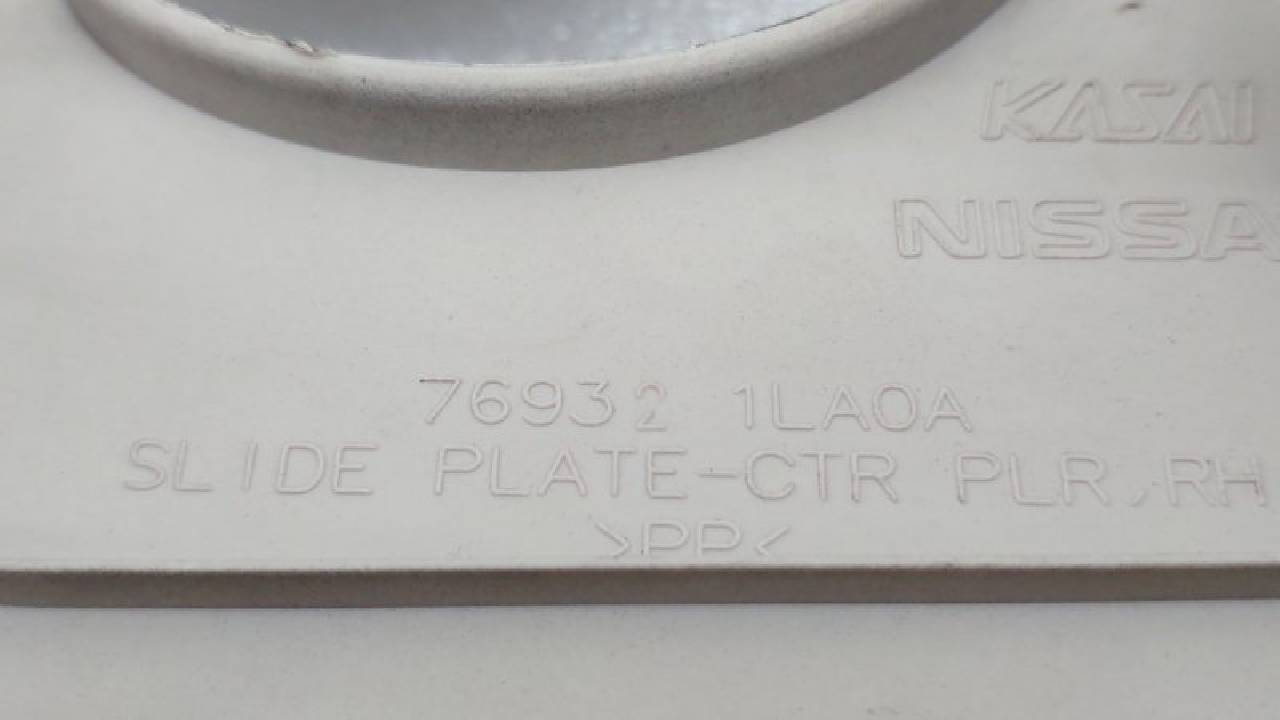 KASAI
NISSA
76932 1LA0A
SLIDE PLATE-CTR PLR,RH
>PP<